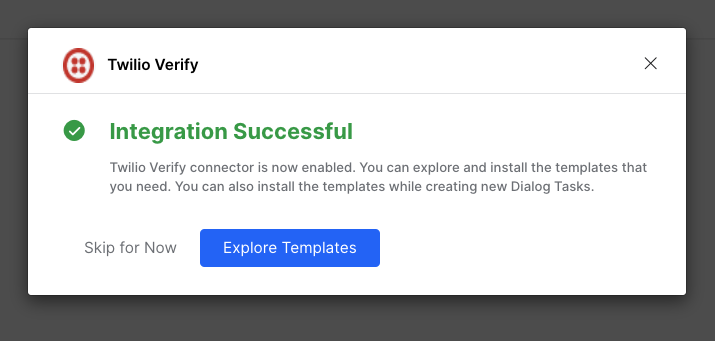 Twilio Verify
Integration Successful
Twilio Verify connector is now enabled. You can explore and install the templates that
you need. You can also install the templates while creating new Dialog Tasks.
Skip for Now
Explore Templates